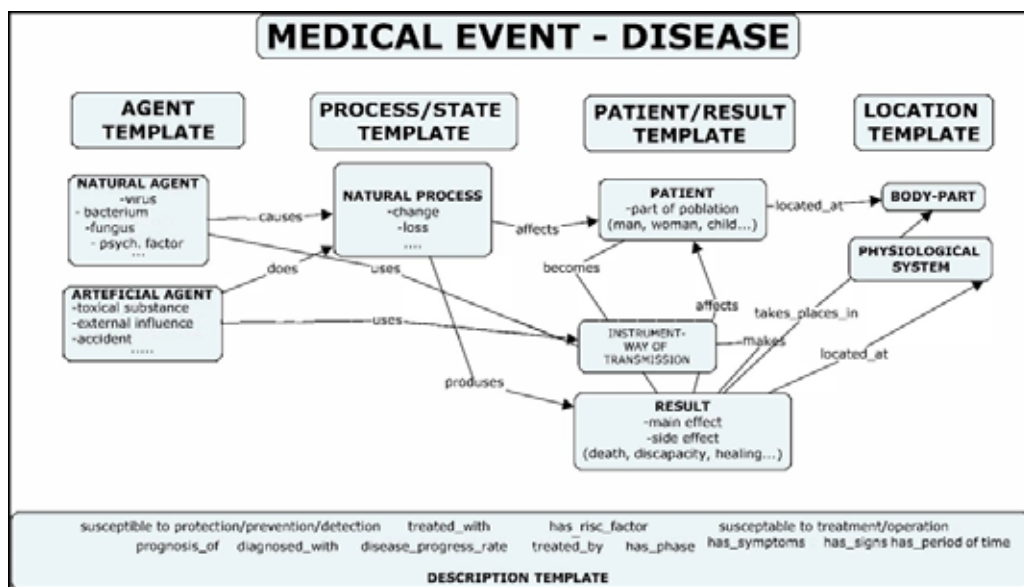 MEDICAL EVENT - DISEASE
AGENT
TEMPLATE
PROCESS/STATE
TEMPLATE
PATIENT/RESULT
TEMPLATE
LOCATION
TEMPLATE
NATURAL AGENT
-virus
- bacterium
-fungus
- psych. factor
...
causes
NATURAL PROCESS
-change
-loss
....
affects
PATIENT
-part of poblation
(man, woman, child...)
located_at
BODY-PART
PHYSIOLOGICAL
SYSTEM
does
uses
becomes
ARTEFICIAL AGENT
-toxical substance
-external influence
-accident
.....
uses
affects
takes_places_in
INSTRUMENT-
WAY OF
TRANSMISSION
makes
located_at
produses
RESULT
-main effect
-side effect
(death, discapacity, healing...)
susceptible to protection/prevention/detection treated_with has_risc_factor susceptable to treatment/operation
prognosis_of diagnosed_with disease_progress_rate treated_by has_phase has_symptoms has_signs has_period of time
DESCRIPTION TEMPLATE